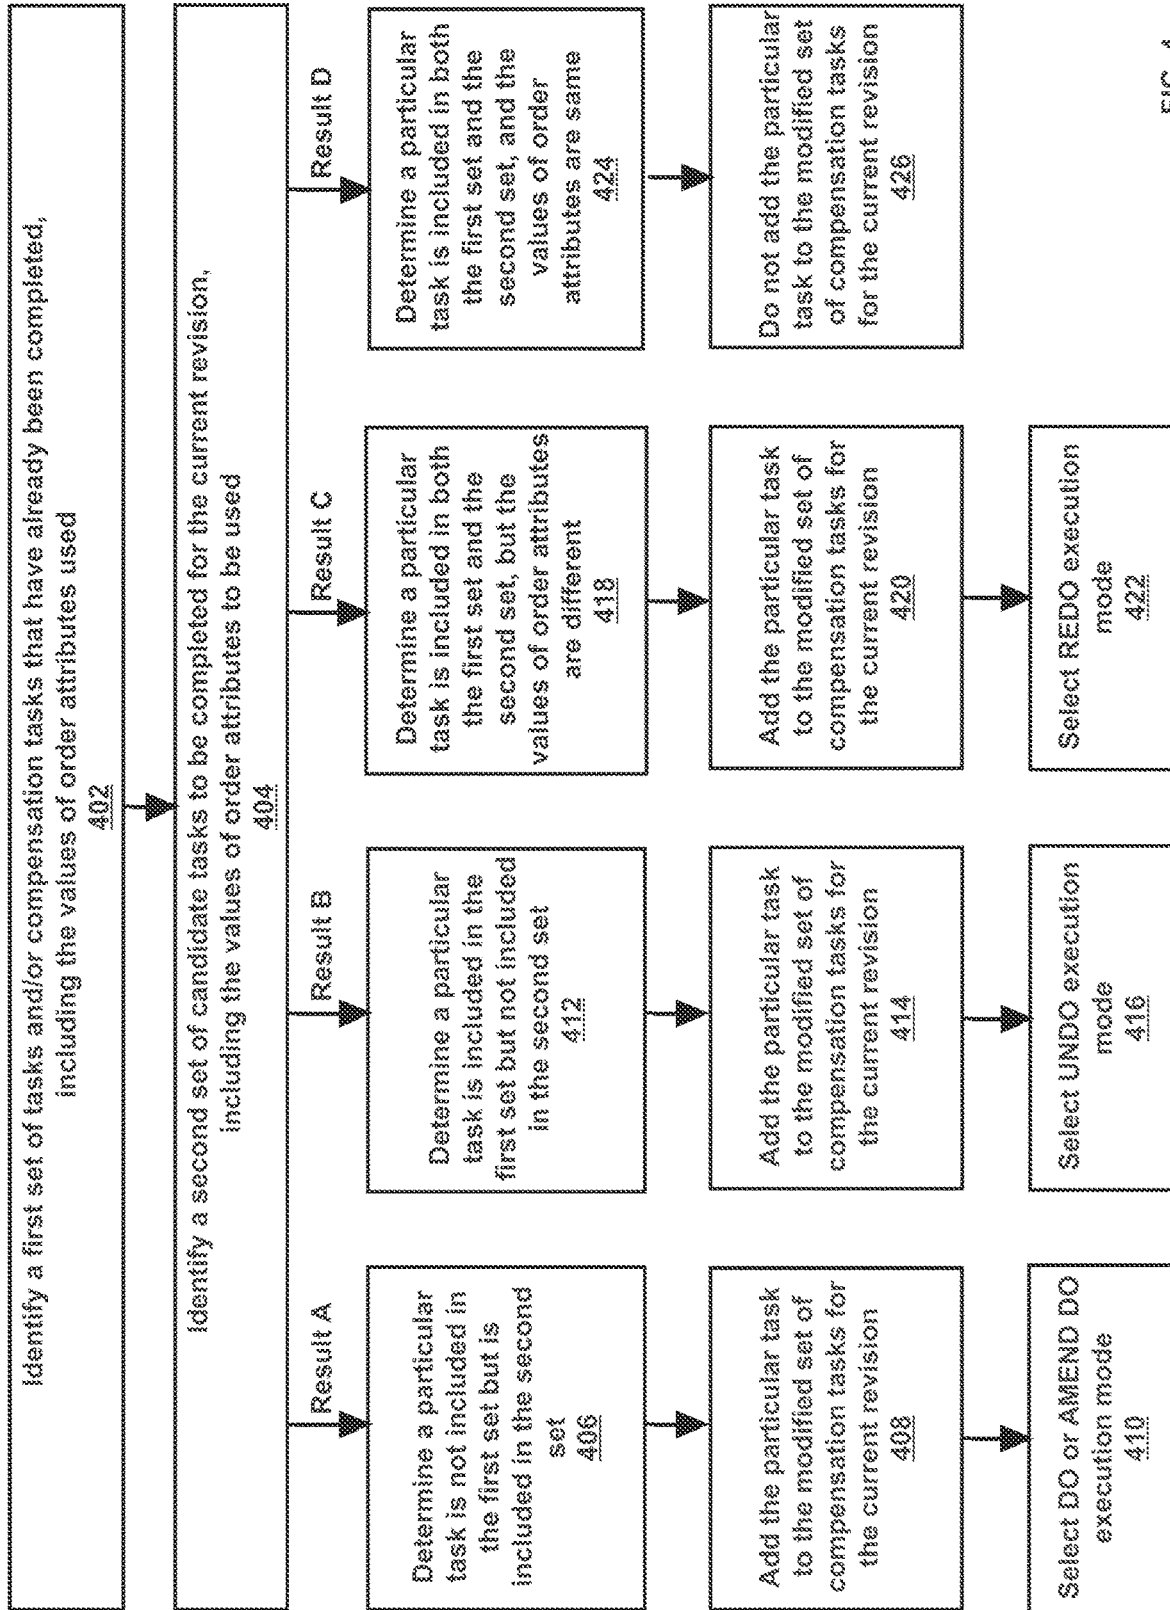 Identify a first set of tasks and/or compensation tasks that have already been completed,
including the values of order attributes used
402
Identify a second set of candidate tasks to be completed for the current revision,
including the values of order attributes to be used
404
Result A
Determine a particular
task is not included in
the first set but is
included in the second
set
406
Add the particular task
to the modified set of
compensation tasks for
the current revision
408
Select DO or AMEND DO
execution mode
410
Result B
Determine a particular
task is included in the
first set but not included
in the second set
412
Add the particular task
to the modified set of
compensation tasks for
the current revision
414
Select UNDO execution
mode
416
Result C
Determine a particular
task is included in both
the first set and the
second set, but the
values of order attributes
are different
418
Add the particular task
to the modified set of
compensation tasks for
the current revision
420
Select REDO execution
mode
422
Result D
Determine a particular
task is included in both
the first set and the
second set, and the
values of order
attributes are same
424
Do not add the particular
task to the modified set
of compensation tasks
for the current revision
426